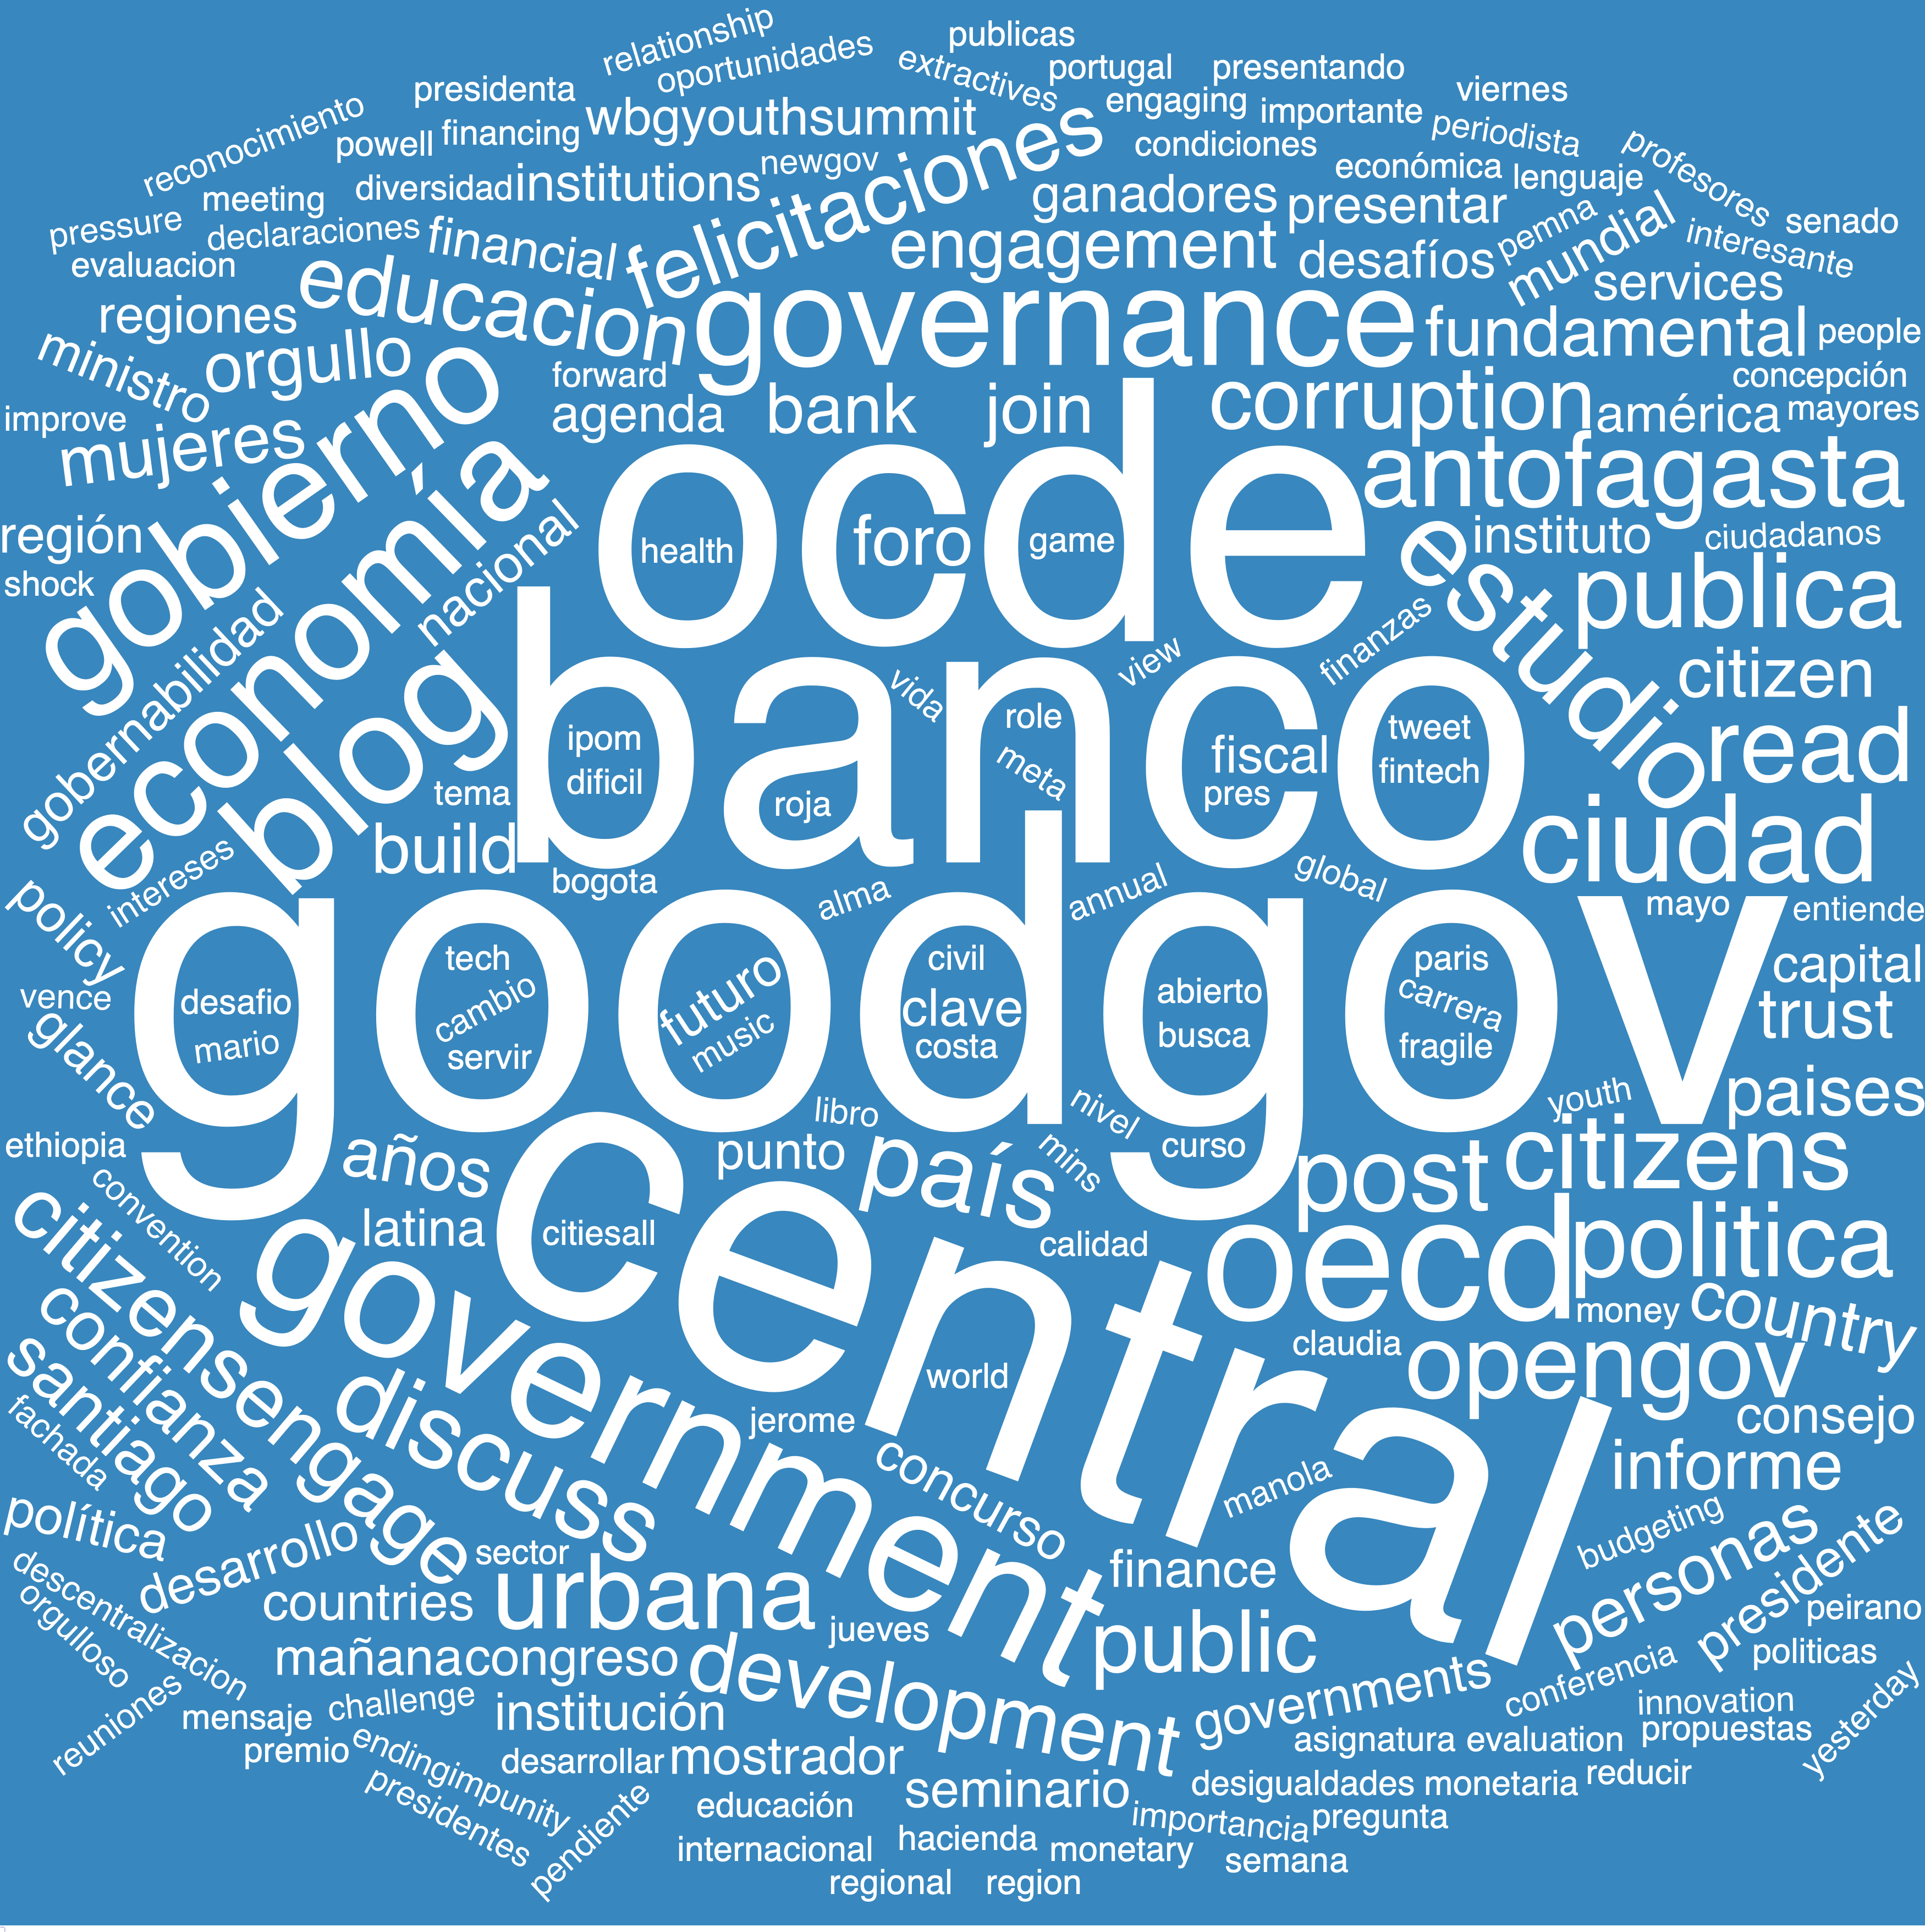 relationship
publicas
oportunidades
extractives
portugal
presentando
viernes
presidenta
reconocimiento
wbgyouthsummit
engaging
importante
periodista
powell
financing
felicitaciones
condiciones
profesores
newgov
económica
lenguaje
meeting
diversidad
institutions
ganadores
presentar
pemna
mundial
senado
pressure
declaraciones
financial
engagement
desafíos
interesante
evaluacion
educacion
services
regiones
governance
fundamental
people
ministro
orgullo
forward
concepción
improve
mujeres
gobierno
agenda
bank
join
corruption
américa
mayores
antofagasta
ocde
región
economía
nacional
health
foro
game
estudio
instituto
ciudadanos
shock
gobernabilidad
blog
publica
banco
vida
view
finanzas
citizen
ipom
role
fiscal
tweet
read
dificil
meta
fintech
tema
roja
pres
build
ciudad
intereses
bogota
alma
annual
global
mayo
entiende
policy
goodgov
tech
futuro
civil
paris
capital
vence
desafio
cambio
clave
abierto
carrera
trust
glance
mario
servir
music
costa
busca
fragile
youth
paises
libro
nivel
ethiopia
años
central
punto
país
mins
curso
post
citizens
convention
latina
citiesall
calidad
oecd
politica
citizensengage
government
money
country
confianza
claudia
opengov
santiago
discuss
world
jerome
consejo
fachada
concurso
manola
informe
política
desarrollo
sector
budgeting
personas
presidente
descentralizacion
countries
urbana
finance
orgulloso
jueves
public
peirano
mañana
congreso
development
conferencia
politicas
reuniones
mensaje
challenge
institución
governments
innovation
yesterday
premio
endingimpunity
desarrollar
mostrador
asignatura
evaluation
propuestas
presidentes
pendiente
seminario
desigualdades
monetaria
reducir
educación
importancia
pregunta
internacional
hacienda
monetary
semana
regional
region